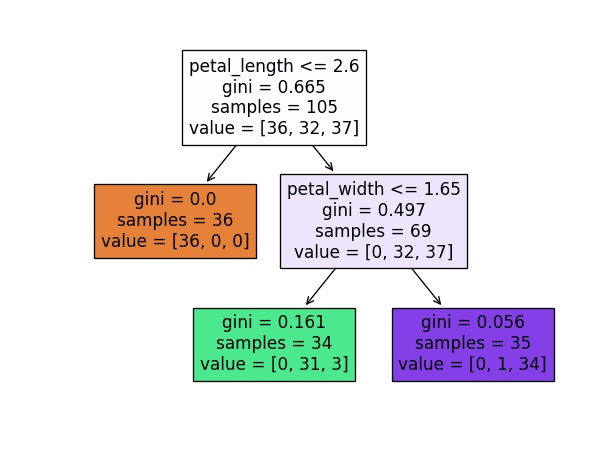 petal_length <= 2.6
gini = 0.665
samples = 105
value = [36, 32, 37]
gini = 0.0
samples = 36
value = [36, 0, 0]
petal_width <= 1.65
gini = 0.497
samples = 69
value = [0, 32, 37]
gini = 0.161
samples = 34
value = [0, 31, 3]
gini = 0.056
samples = 35
value = [0, 1, 34]